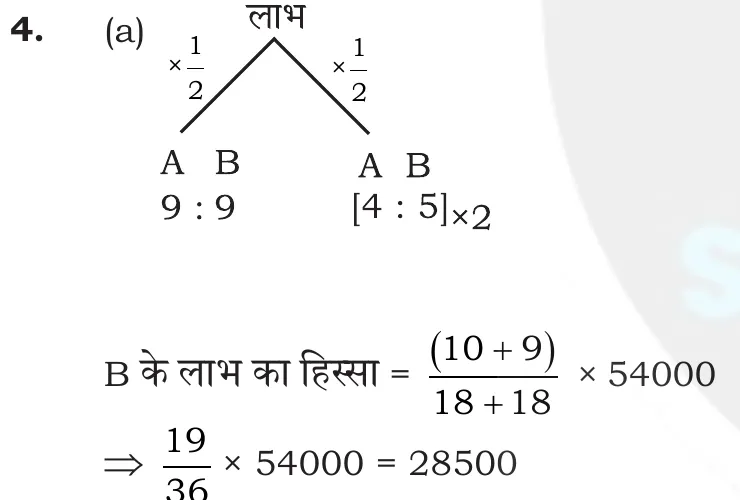 लाभ
4. (a) × 1/2 × 1/2
A B A B
9 : 9 [4 : 5]×2
B के लाभ का हिस्सा = (10 + 9)/(18 + 18) × 54000
⇒ 19/36 × 54000 = 28500